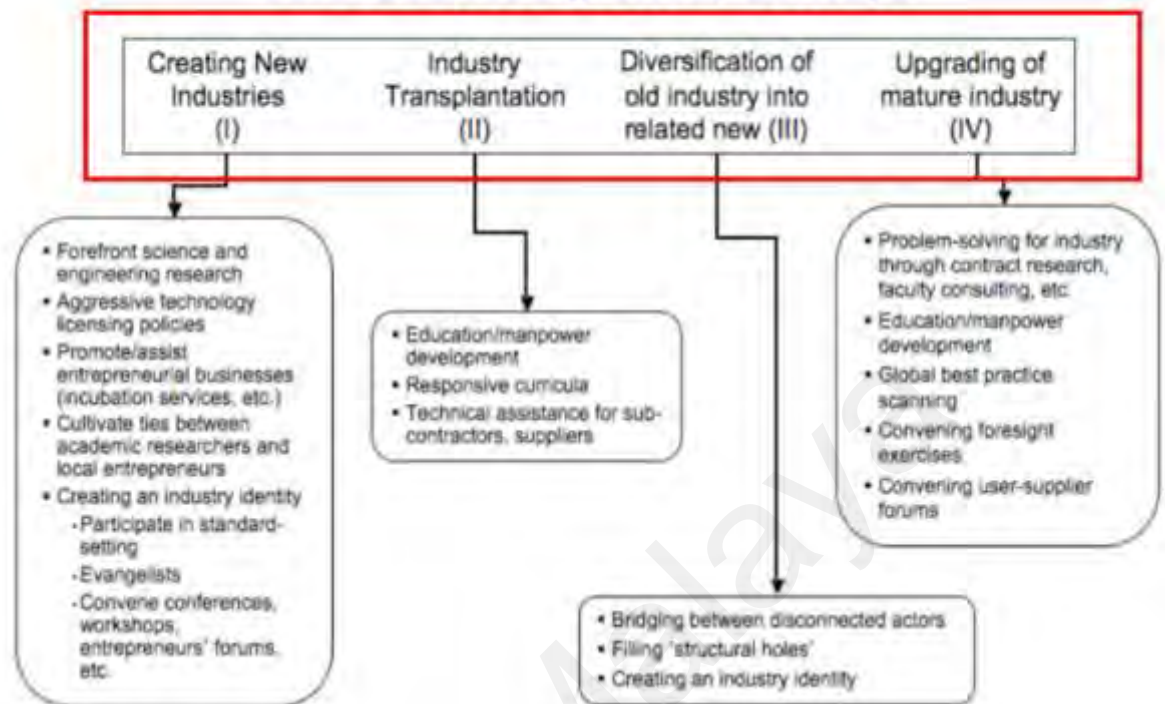 Creating New
Industries
(I)
Industry
Transplantation
(II)
Diversification of
old industry into
related new (III)
Upgrading of
mature industry
(IV)
▪ Forefront science and
engineering research
▪ Aggressive technology
licensing policies
▪ Promote/assist
entrepreneurial businesses
(incubation services, etc.)
▪ Cultivate ties between
academic researchers and
local entrepreneurs
▪ Creating an industry identity
-Participate in standard-
setting
-Evangelists
-Convene conferences,
workshops,
entrepreneurs' forums,
etc.
▪ Education/manpower
development
▪ Responsive curricula
▪ Technical assistance for sub-
contractors, suppliers
▪ Bridging between disconnected actors
▪ Filling 'structural holes'
▪ Creating an industry identity
▪ Problem-solving for industry
through contract research,
faculty consulting, etc.
▪ Education/manpower
development
▪ Global best practice
scanning
▪ Convening foresight
exercises
▪ Convening user-supplier
forums
Malaya